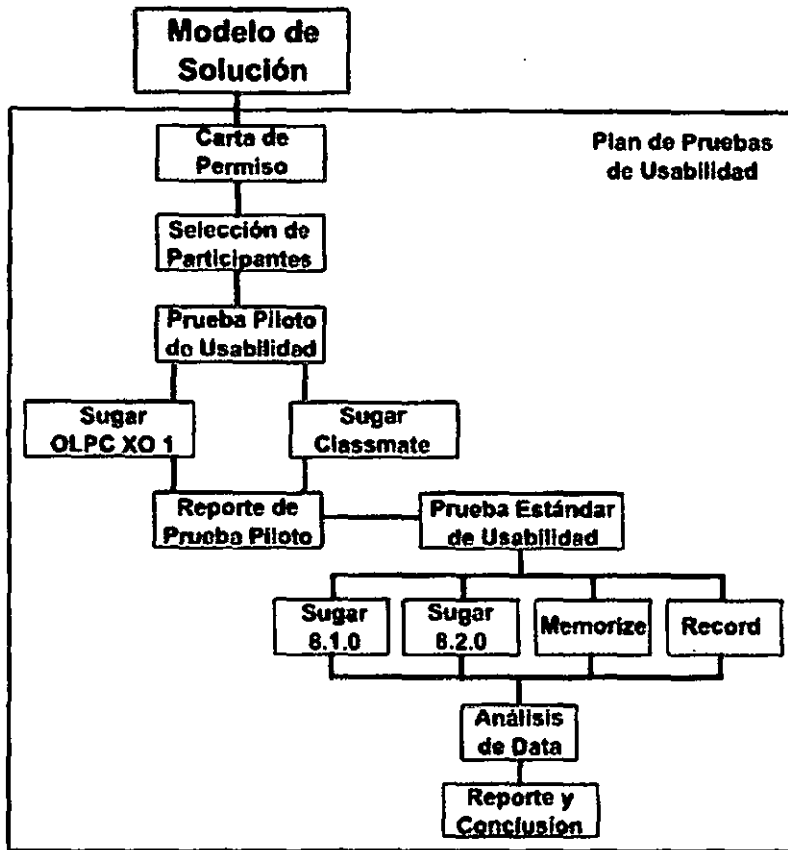 Modelo de
Solución
Carta de
Permiso
Plan de Pruebas
de Usabilidad
Selección de
Participantes
Prueba Piloto
de Usabilidad
Sugar
OLPC XO 1
Sugar
Classmate
Reporte de
Prueba Piloto
Prueba Estándar
de Usabilidad
Sugar
8.1.0
Sugar
8.2.0
Memorize
Record
Análisis
de Data
Reporte y
Conclusion